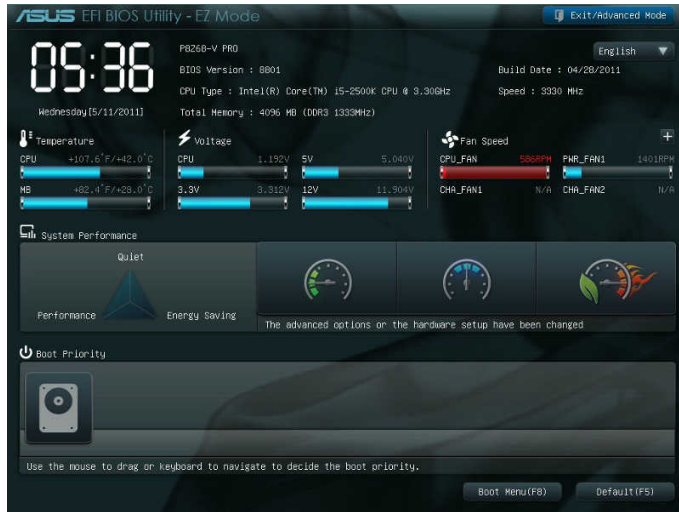 ASUS EFI BIOS Utility - EZ Mode
Exit/Advanced Mode
05:36
Wednesday[5/11/2011]
P8Z68-V PRO
English
BIOS Version : 8801
Build Date : 04/28/2011
CPU Type : Intel(R) Core(TM) i5-2500K CPU @ 3.30GHz
Speed : 3330 MHz
Total Memory : 4096 MB (DDR3 1333MHz)
Temperature
CPU +107.6°F/+42.0°C
MB +82.4°F/+28.0°C
Voltage
CPU 1.192V 5V 5.040V
3.3V 3.312V 12V 11.904V
Fan Speed
CPU_FAN 586RPM PWR_FAN1 1401RPM
CHA_FAN1 N/A CHA_FAN2 N/A
System Performance
Quiet
Performance
Energy Saving
The advanced options or the hardware setup have been changed
Boot Priority
Use the mouse to drag or keyboard to navigate to decide the boot priority.
Boot Menu(F8)
Default(F5)